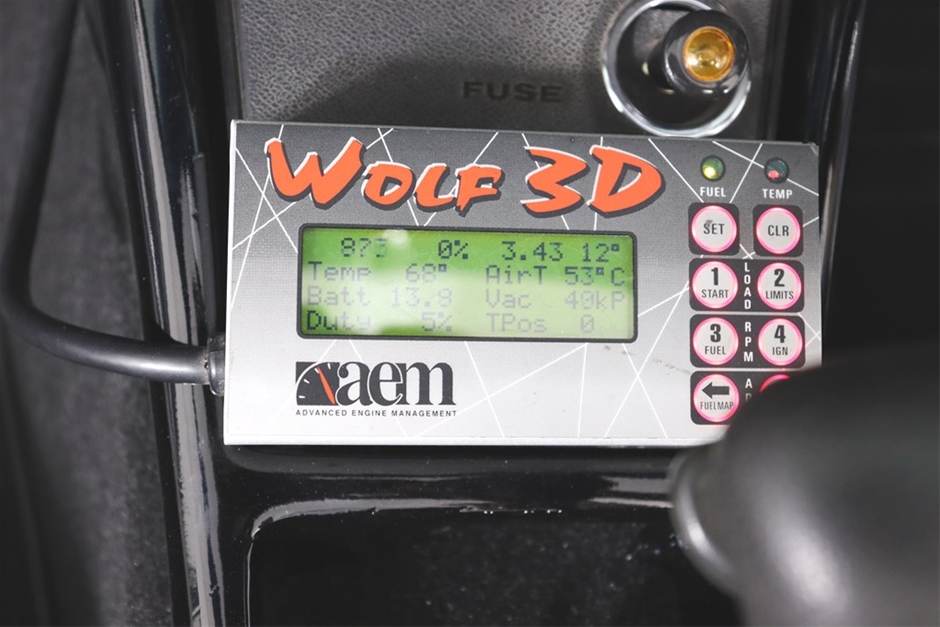 FUSE
WOLF 3D
FUEL TEMP
SET CLR
873 0% 3.43 12°
Temp 68° AirT 53°C
Batt 13.8 Vac 40kP
Duty 5% TPos 0
1 START LOAD 2 LIMITS
3 FUEL RPM 4 IGN
FUELMAP
aem
ADVANCED ENGINE MANAGEMENT